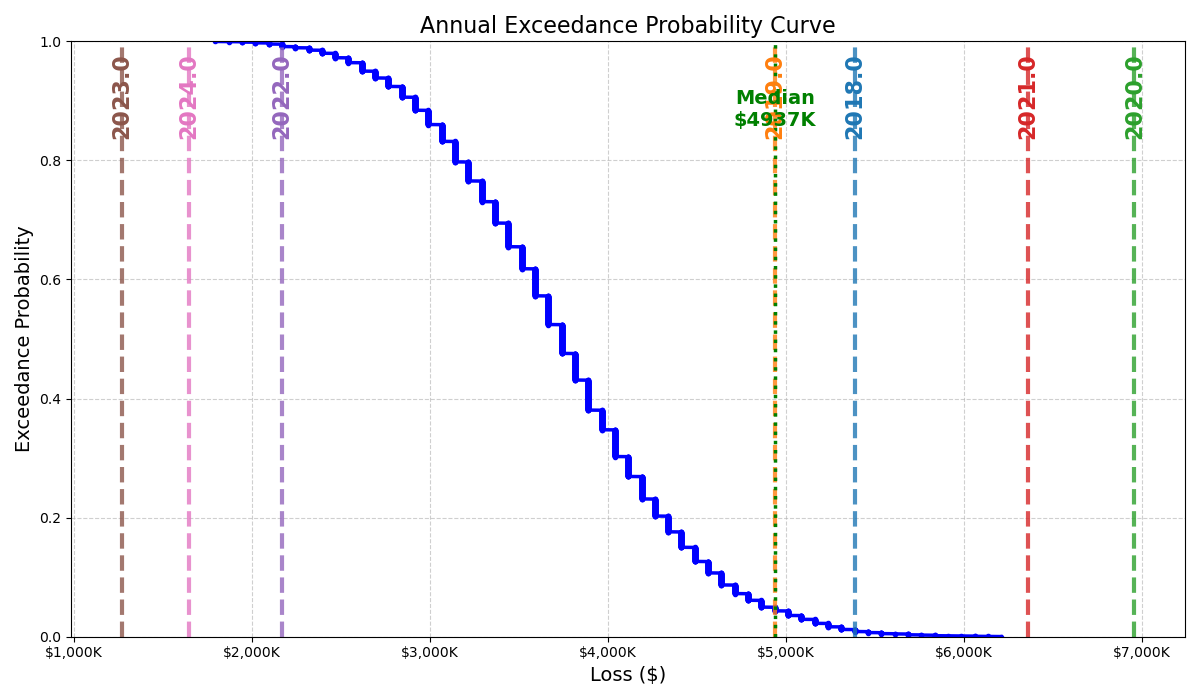 Annual Exceedance Probability Curve
Exceedance Probability
1.0
0.8
0.6
0.4
0.2
0.0
2023.0
2024.0
2022.0
2019.0
Median
$4937K
2018.0
2021.0
2020.0
$1,000K
$2,000K
$3,000K
$4,000K
$5,000K
$6,000K
$7,000K
Loss ($)